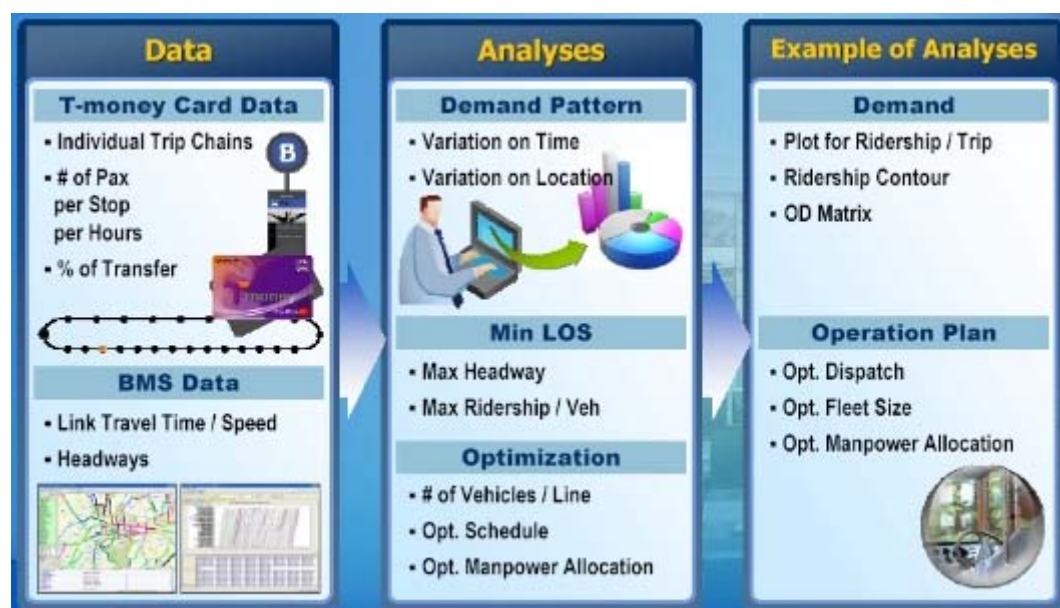 Data
T-money Card Data
▪ Individual Trip Chains
B
▪ # of Pax
per Stop
per Hours
▪ % of Transfer
BMS Data
▪ Link Travel Time / Speed
▪ Headways
Analyses
Demand Pattern
▪ Variation on Time
▪ Variation on Location
Min LOS
▪ Max Headway
▪ Max Ridership / Veh
Optimization
▪ # of Vehicles / Line
▪ Opt. Schedule
▪ Opt. Manpower Allocation
Example of Analyses
Demand
▪ Plot for Ridership / Trip
▪ Ridership Contour
▪ OD Matrix
Operation Plan
▪ Opt. Dispatch
▪ Opt. Fleet Size
▪ Opt. Manpower Allocation